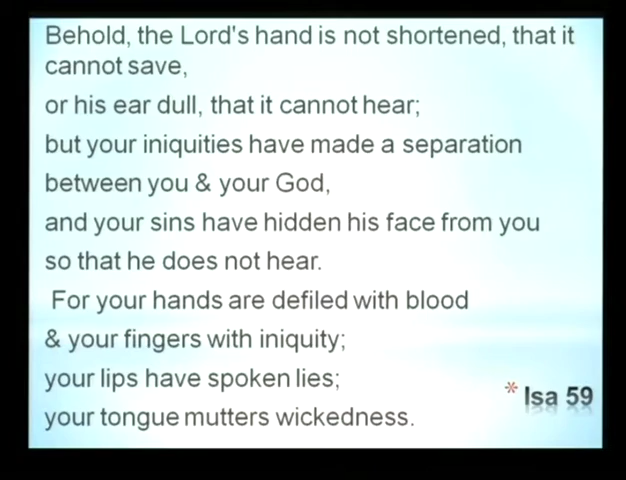 Behold, the Lord's hand is not shortened, that it
cannot save,
or his ear dull, that it cannot hear;
but your iniquities have made a separation
between you & your God,
and your sins have hidden his face from you
so that he does not hear.
For your hands are defiled with blood
& your fingers with iniquity;
your lips have spoken lies;
your tongue mutters wickedness.
* Isa 59